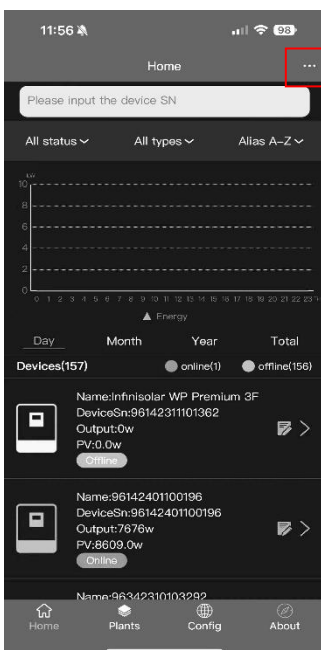 11:56 98
Home ...
Please input the device SN
All status All types Alias A-Z
kW
10
8
6
4
2
0
0 1 2 3 4 5 6 7 8 9 10 11 12 13 14 15 16 17 18 19 20 21 22 23
Energy
Day Month Year Total
Devices(157) online(1) offline(156)
Name:Infinisolar WP Premium 3F
DeviceSn:96142311101362
Output:0w
PV:0.0w
Offline
Name:96142401100196
DeviceSn:96142401100196
Output:7676w
PV:8609.0w
Online
Name:96342310103292
Home Plants Config About